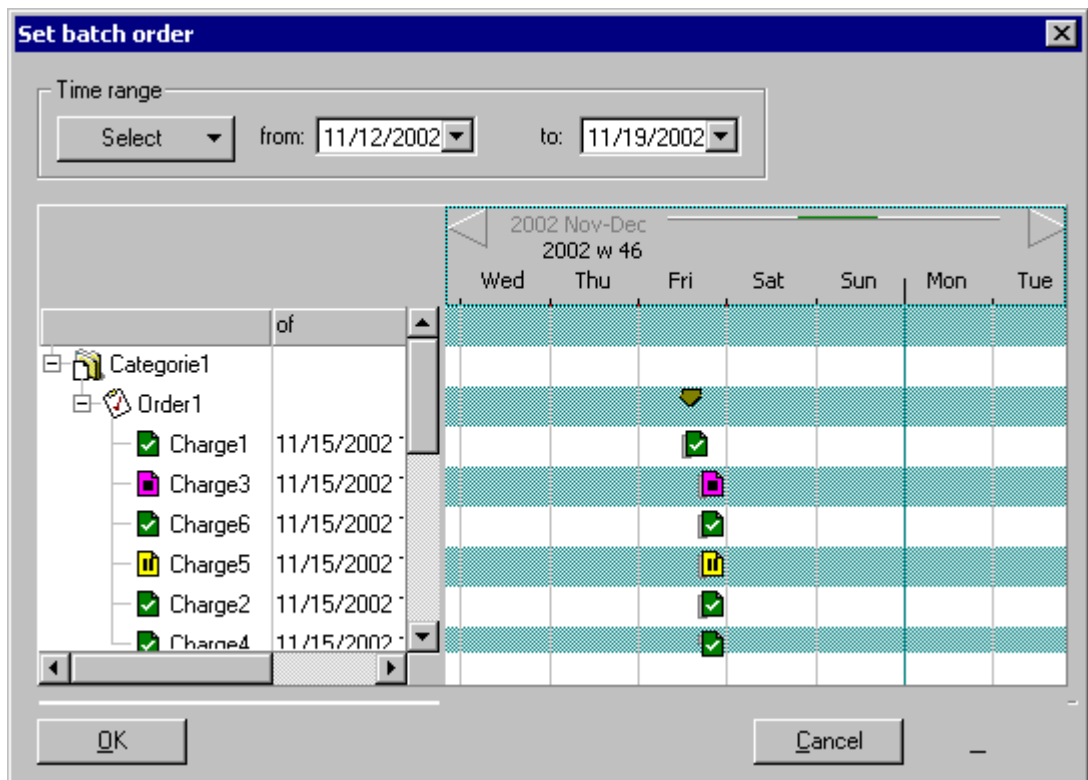 Set batch order
Time range
Select from: 11/12/2002 to: 11/19/2002
2002 Nov-Dec
2002 w 46
Wed Thu Fri Sat Sun Mon Tue
of
Categorie1
Order1
Charge1 11/15/2002
Charge3 11/15/2002
Charge6 11/15/2002
Charge5 11/15/2002
Charge2 11/15/2002
Charge4 11/15/2002
OK Cancel